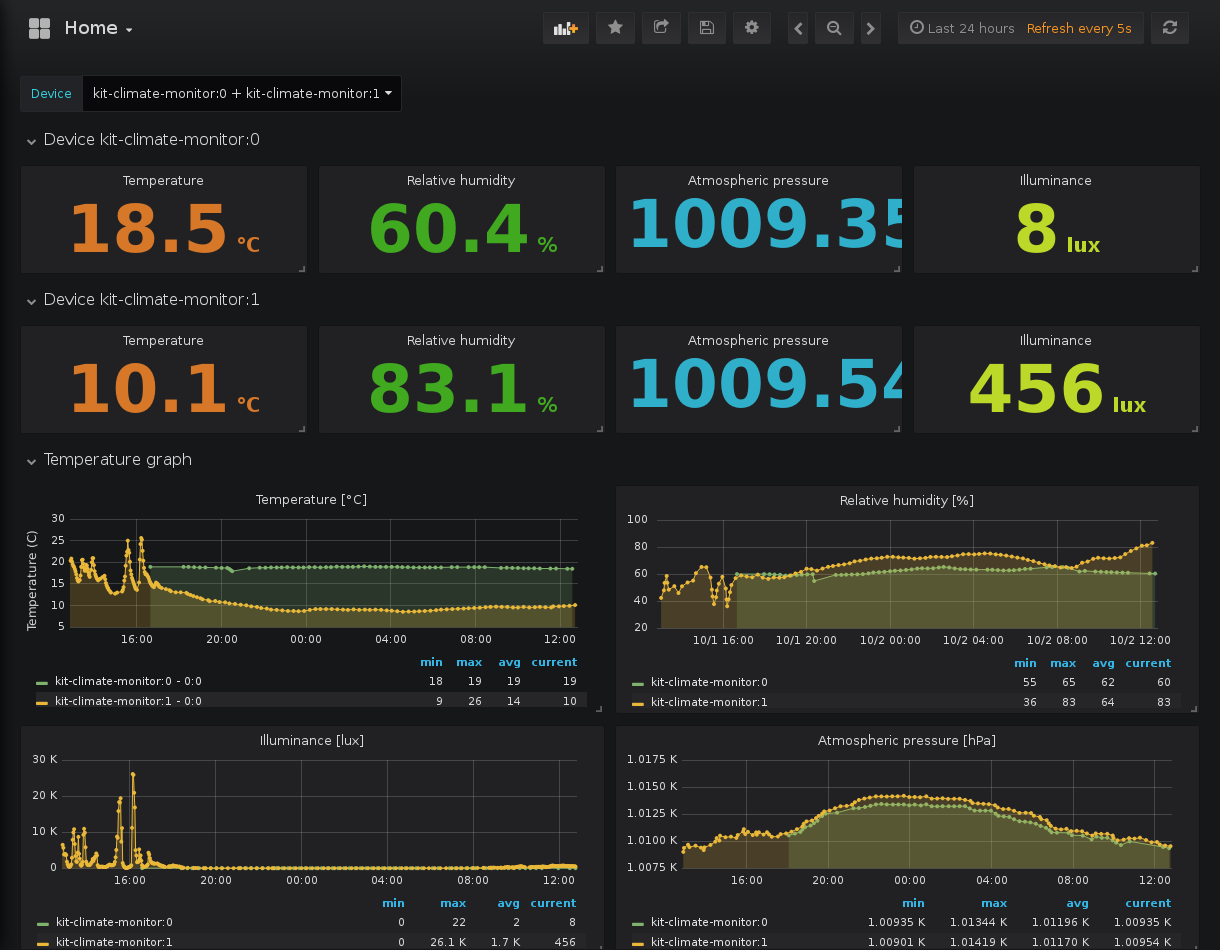 Home
Last 24 hours Refresh every 5s
Device kit-climate-monitor:0 + kit-climate-monitor:1
Device kit-climate-monitor:0
Temperature Relative humidity Atmospheric pressure Illuminance
18.5 °C 60.4 % 1009.35 8 lux
Device kit-climate-monitor:1
Temperature Relative humidity Atmospheric pressure Illuminance
10.1 °C 83.1 % 1009.54 456 lux
Temperature graph
Temperature [°C]
Temperature (C)
30
25
20
15
10
5
16:00 20:00 00:00 04:00 08:00 12:00
min max avg current
kit-climate-monitor:0 - 0:0 18 19 19 19
kit-climate-monitor:1 - 0:0 9 26 14 10
Relative humidity [%]
100
80
60
40
20
10/1 16:00 10/1 20:00 10/2 00:00 10/2 04:00 10/2 08:00 10/2 12:00
min max avg current
kit-climate-monitor:0 55 65 62 60
kit-climate-monitor:1 36 83 64 83
Illuminance [lux]
30 K
20 K
10 K
0
16:00 20:00 00:00 04:00 08:00 12:00
min max avg current
kit-climate-monitor:0 0 22 2 8
kit-climate-monitor:1 0 26.1 K 1.7 K 456
Atmospheric pressure [hPa]
1.0175 K
1.0150 K
1.0125 K
1.0100 K
1.0075 K
16:00 20:00 00:00 04:00 08:00 12:00
min max avg current
kit-climate-monitor:0 1.00935 K 1.01344 K 1.01196 K 1.00935 K
kit-climate-monitor:1 1.00901 K 1.01419 K 1.01170 K 1.00954 K